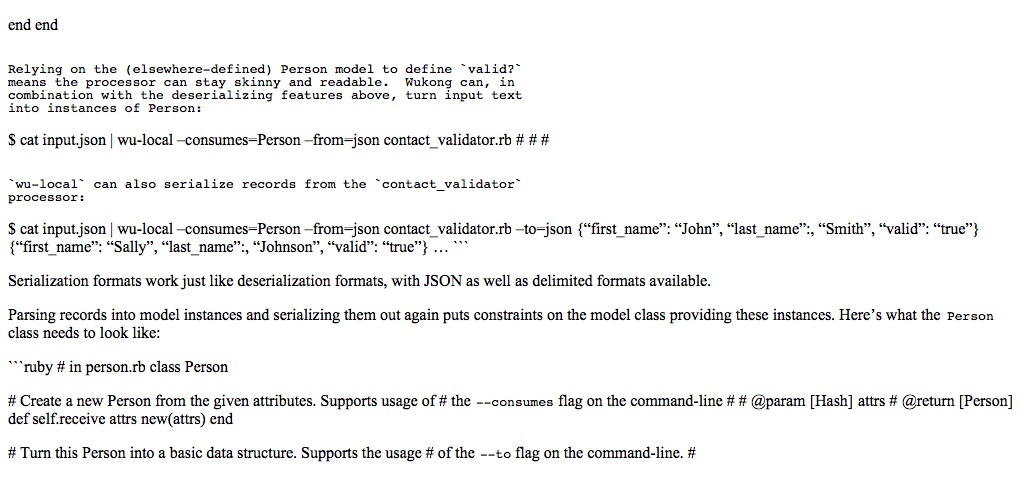 end end
Relying on the (elsewhere-defined) Person model to define `valid?`
means the processor can stay skinny and readable.  Wukong can, in
combination with the deserializing features above, turn input text
into instances of Person:
$ cat input.json | wu-local –consumes=Person –from=json contact_validator.rb # # #
`wu-local` can also serialize records from the `contact_validator`
processor:
$ cat input.json | wu-local –consumes=Person –from=json contact_validator.rb –to=json {“first_name”: “John”, “last_name”:, “Smith”, “valid”: “true”}
{“first_name”: “Sally”, “last_name”:, “Johnson”, “valid”: “true”} … ```
Serialization formats work just like deserialization formats, with JSON as well as delimited formats available.
Parsing records into model instances and serializing them out again puts constraints on the model class providing these instances. Here’s what the Person
class needs to look like:
```ruby # in person.rb class Person
# Create a new Person from the given attributes. Supports usage of # the --consumes flag on the command-line # # @param [Hash] attrs # @return [Person]
def self.receive attrs new(attrs) end
# Turn this Person into a basic data structure. Supports the usage # of the --to flag on the command-line. #